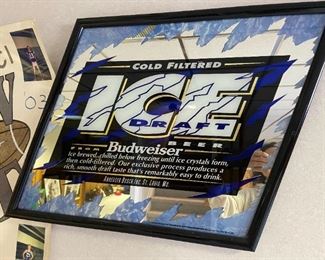 COLD FILTERED
ICE
DRAFT
BEER
FROM Budweiser
Ice-brewed, chilled below freezing until ice crystals form,
then cold-filtered. Our exclusive process produces a
rich, smooth draft taste that's remarkably easy to drink.
ANHEUSER-BUSCH, INC. ST. LOUIS, MO.